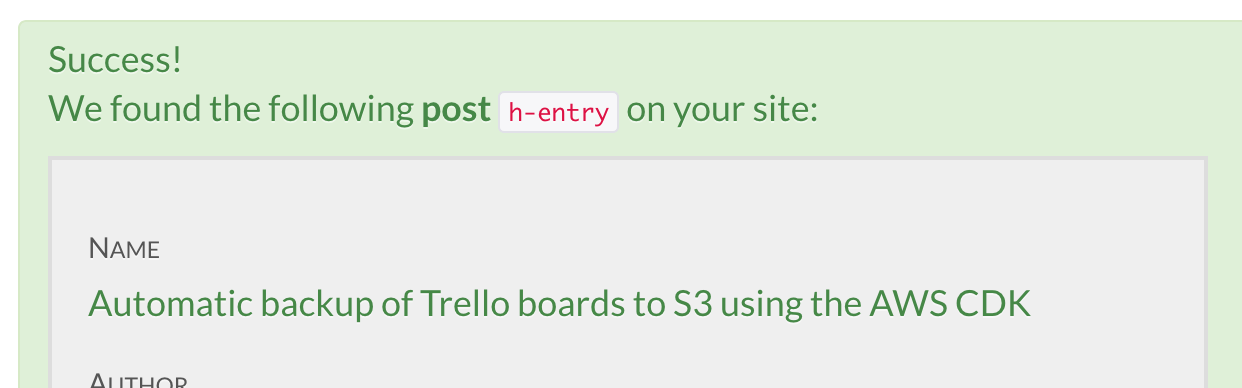 Success!
We found the following post h-entry on your site:
NAME
Automatic backup of Trello boards to S3 using the AWS CDK
AUTHOR